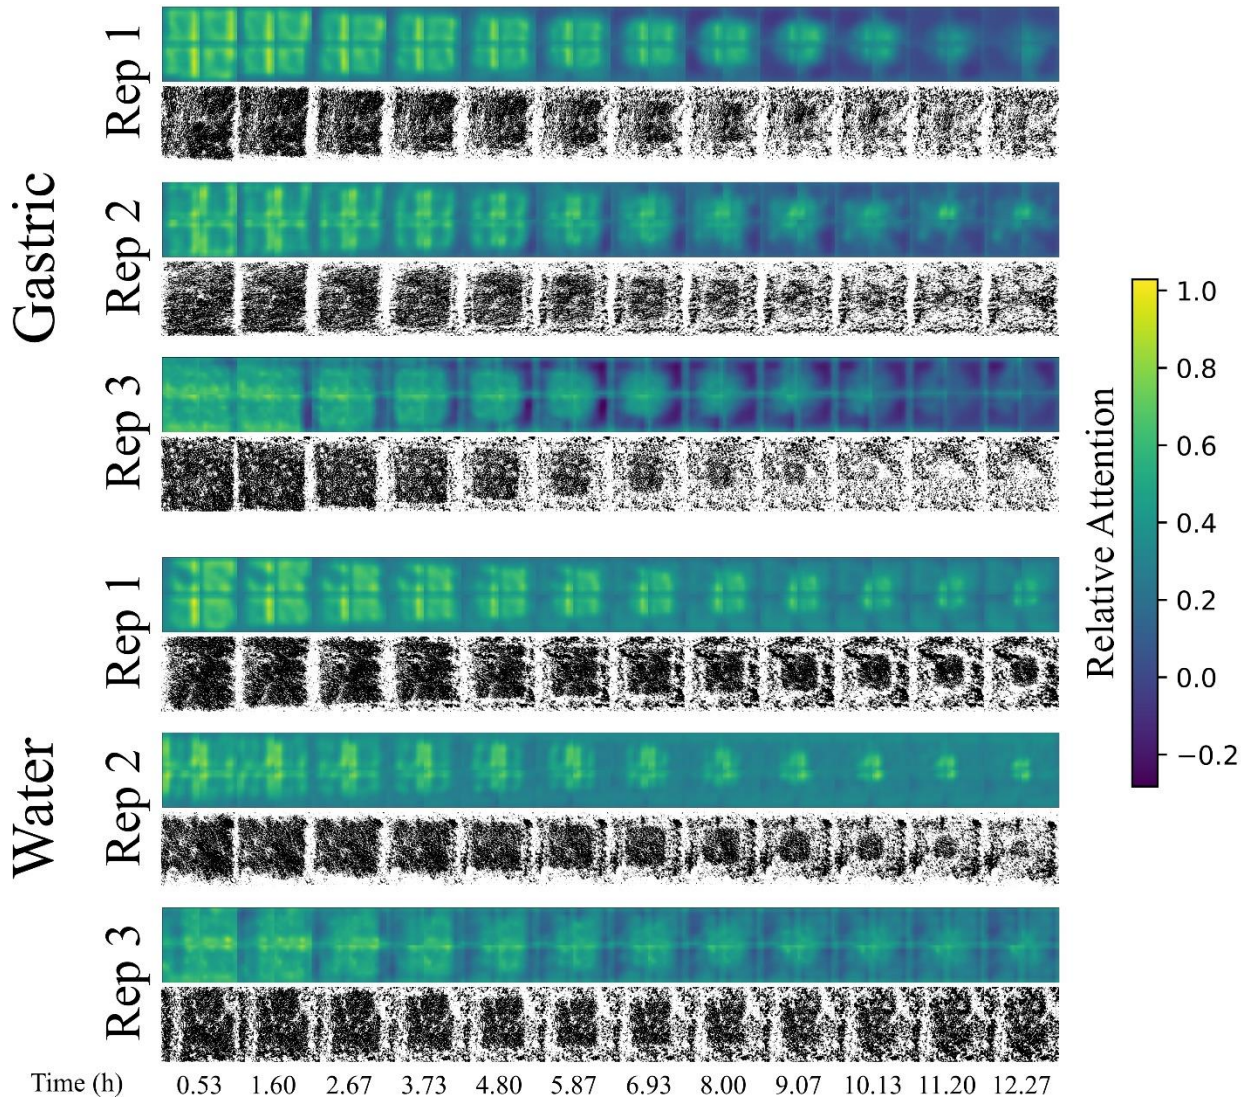 Gastric
Rep 1
Rep 2
Rep 3
Water
Rep 1
Rep 2
Rep 3
Time (h) 0.53 1.60 2.67 3.73 4.80 5.87 6.93 8.00 9.07 10.13 11.20 12.27
Relative Attention
1.0
0.8
0.6
0.4
0.2
0.0
−0.2